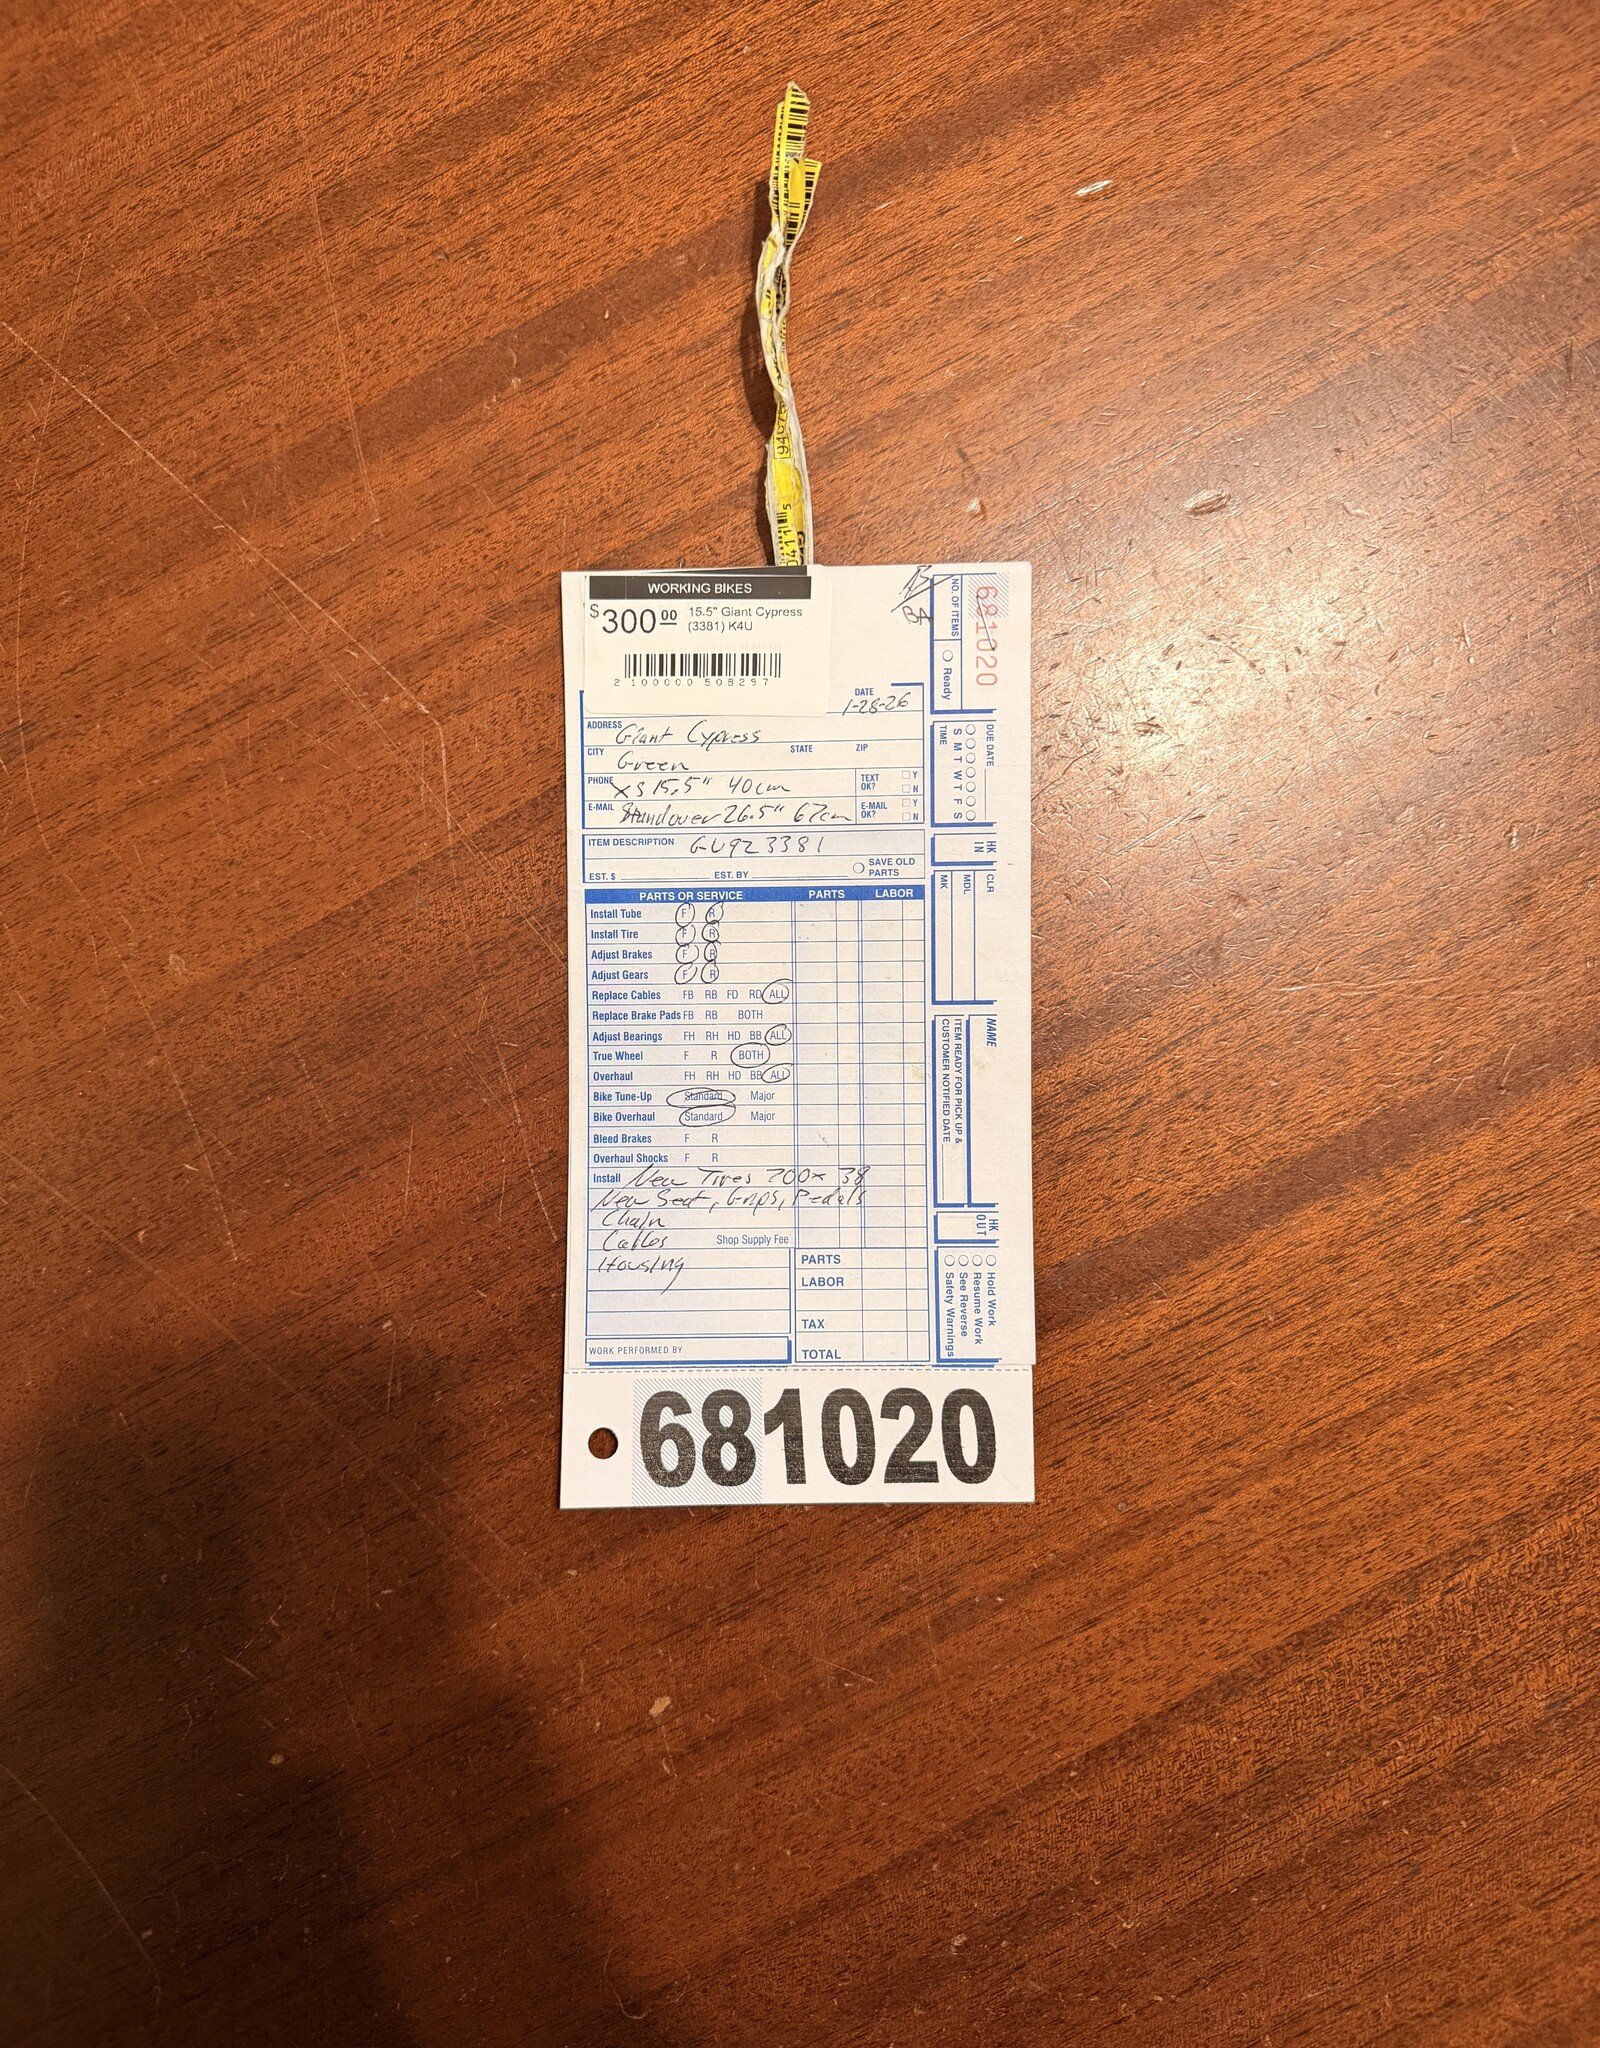 WORKING BIKES
$300.00 15.5" Giant Cypress
(3381) K4U
2 100000 508297
DATE
1-28-26
ADDRESS Giant Cypress
CITY Green STATE ZIP
PHONE XS 15.5" 40cm TEXT OK? Y N
E-MAIL Standover 26.5" 67cm E-MAIL OK? Y N
ITEM DESCRIPTION GU9Z3381
EST. $ EST. BY SAVE OLD PARTS
PARTS OR SERVICE PARTS LABOR
Install Tube F R
Install Tire F R
Adjust Brakes F R
Adjust Gears F R
Replace Cables FB RB FD RD ALL
Replace Brake Pads FB RB BOTH
Adjust Bearings FH RH HD BB ALL
True Wheel F R BOTH
Overhaul FH RH HD BB ALL
Bike Tune-Up Standard Major
Bike Overhaul Standard Major
Bleed Brakes F R
Overhaul Shocks F R
Install New Tires 700x38
New Seat, Grips, Pedals
Chain
Cables Shop Supply Fee
Housing
PARTS
LABOR
TAX
TOTAL
WORK PERFORMED BY
681020
NO. OF ITEMS
Ready
681020
DUE DATE
S M T W T F S
TIME
HK IN
CLR
MDL
MK
NAME
ITEM READY FOR PICK UP &
CUSTOMER NOTIFIED DATE
HK OUT
Hold Work
Resume Work
See Reverse
Safety Warnings